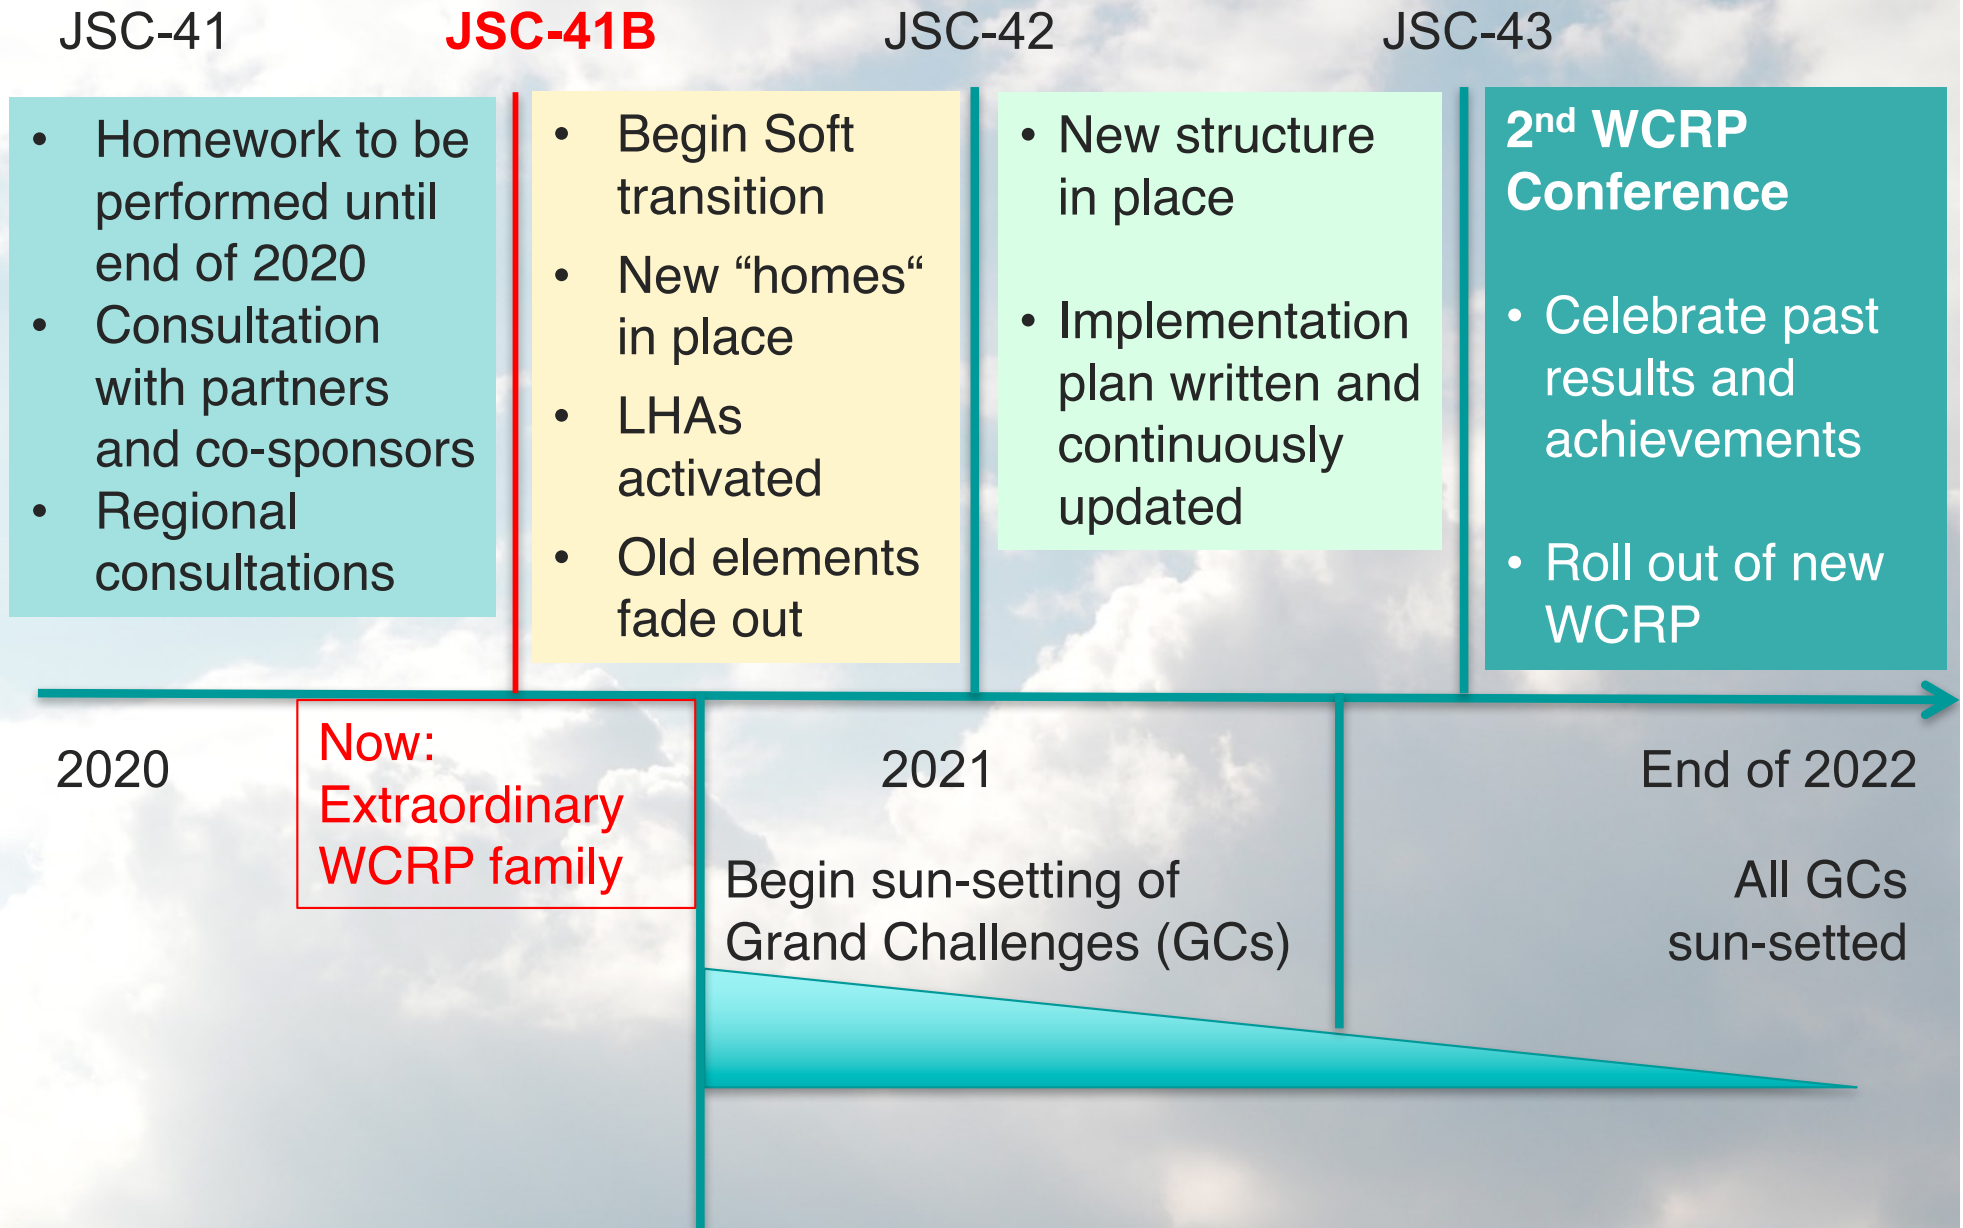 JSC-41
JSC-41B
JSC-42
JSC-43
• Homework to be
performed until
end of 2020
• Consultation
with partners
and co-sponsors
• Regional
consultations
• Begin Soft
transition
• New “homes“
in place
• LHAs
activated
• Old elements
fade out
• New structure
in place
• Implementation
plan written and
continuously
updated
2nd WCRP
Conference
• Celebrate past
results and
achievements
• Roll out of new
WCRP
2020
Now:
Extraordinary
WCRP family
2021
End of 2022
Begin sun-setting of
Grand Challenges (GCs)
All GCs
sun-setted